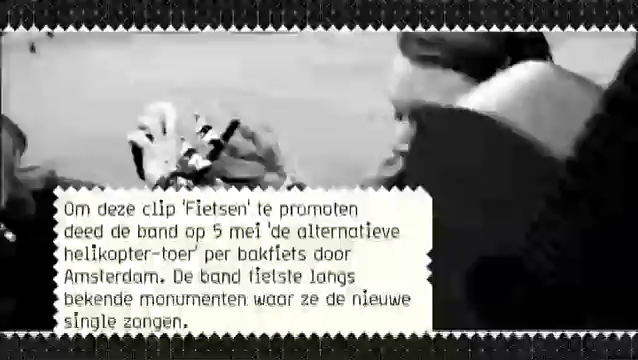 Om deze clip 'Fietsen' te promoten
deed de band op 5 mei 'de alternatieve
helikopter-toer' per bakfiets door
Amsterdam. De band fietste langs
bekende monumenten waar ze de nieuwe
single zongen.